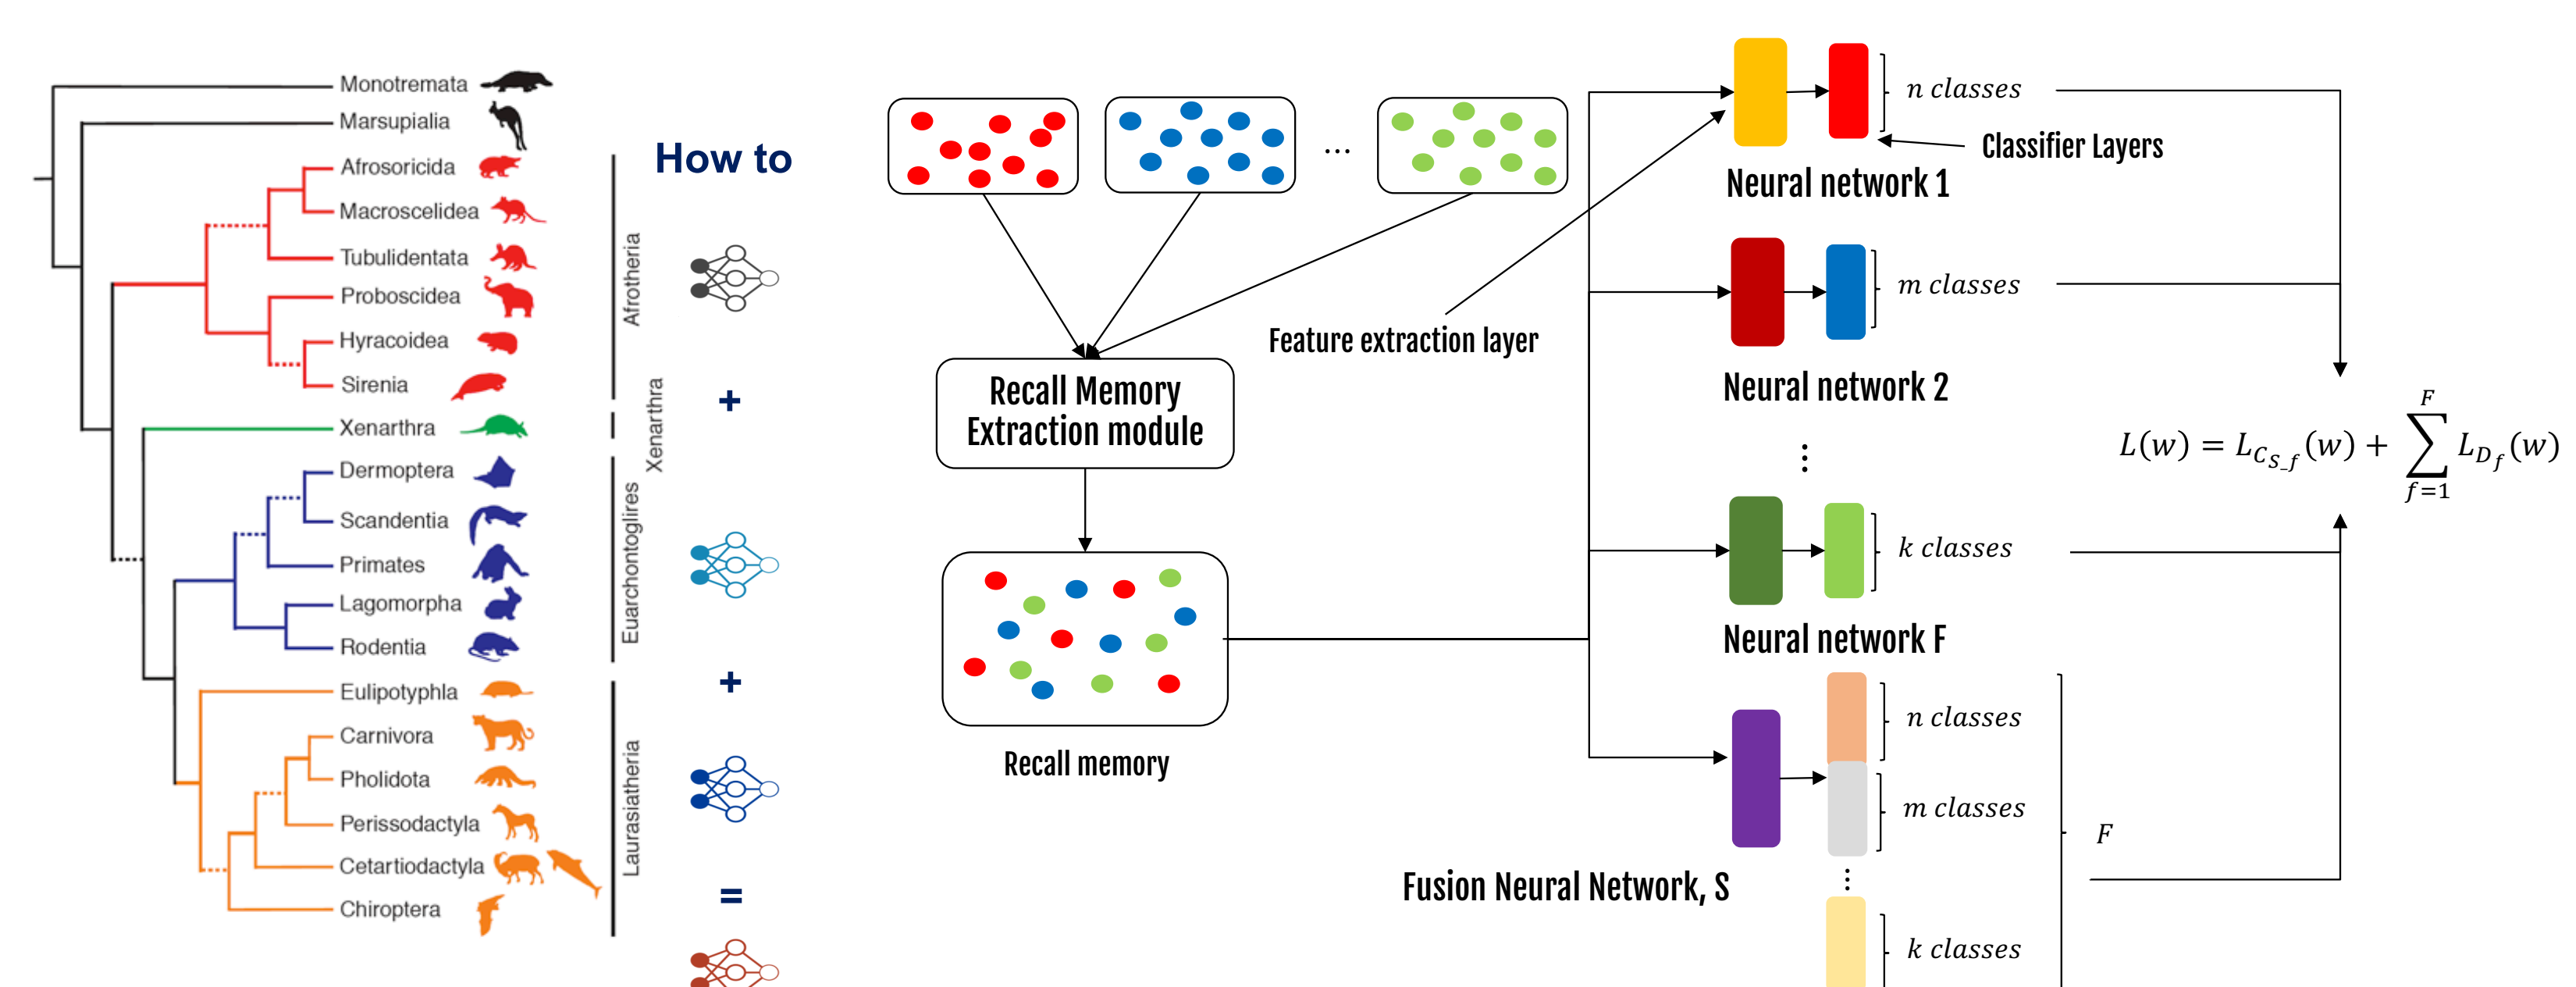 Monotremata
Marsupialia
Afrosoricida
Macroscelidea
Tubulidentata
Proboscidea
Hyracoidea
Sirenia
Xenarthra
Dermoptera
Scandentia
Primates
Lagomorpha
Rodentia
Eulipotyphla
Carnivora
Pholidota
Perissodactyla
Cetartiodactyla
Chiroptera
Afrotheria
Xenarthra
Euarchontoglires
Laurasiatheria
How to
+
+
=
...
Recall Memory
Extraction module
Recall memory
Feature extraction layer
n classes
Classifier Layers
Neural network 1
m classes
Neural network 2
⋮
k classes
Neural network F
n classes
m classes
⋮
k classes
F
Fusion Neural Network, S
L(w) = L_{C_{S_f}}(w) + \sum_{f=1}^{F} L_{D_f}(w)